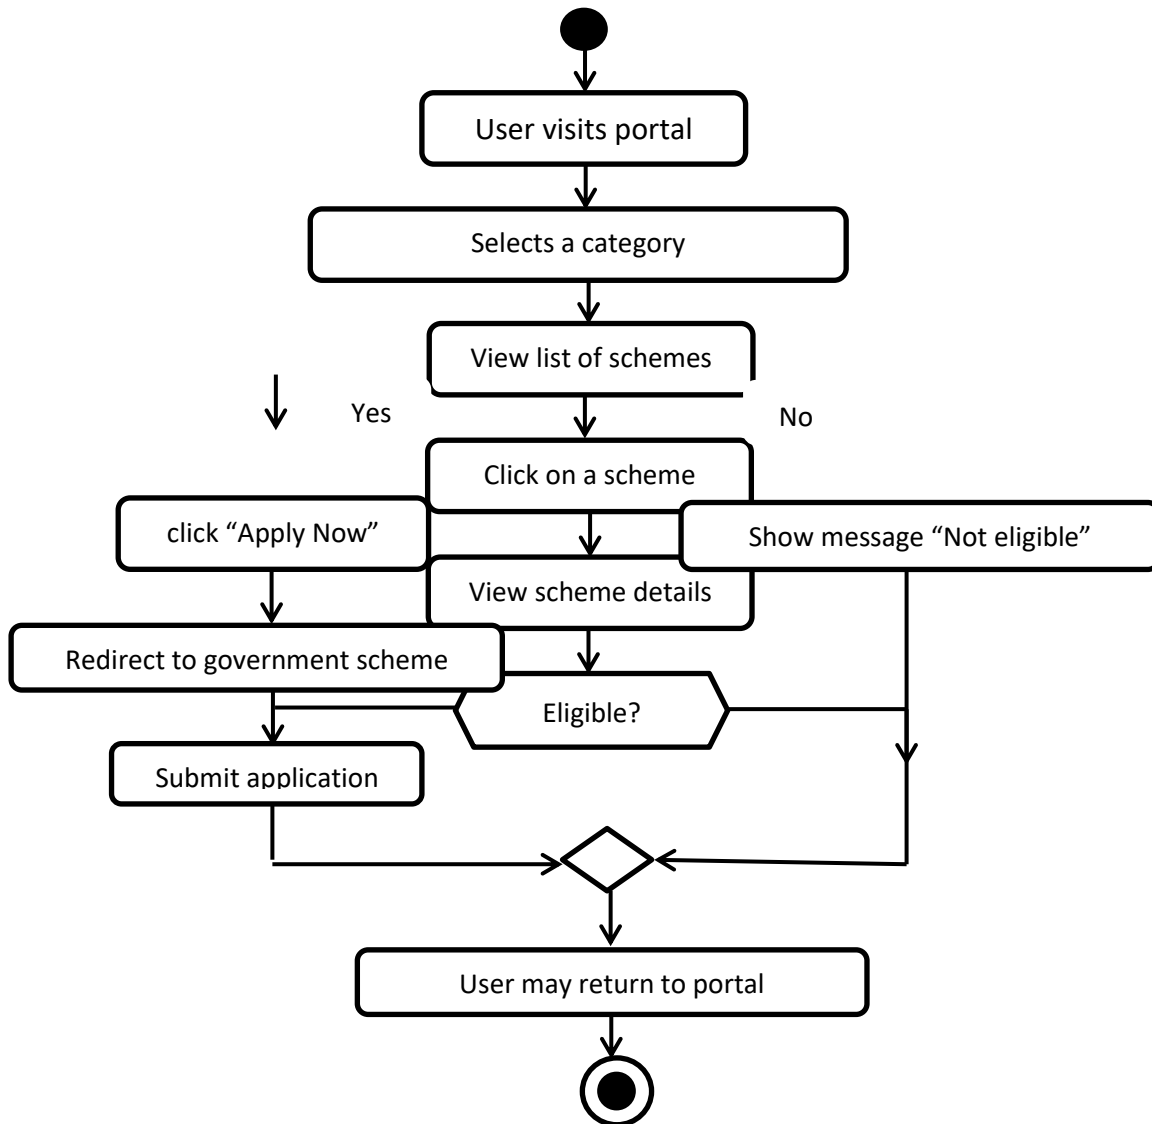 User visits portal
Selects a category
View list of schemes
Yes
No
Click on a scheme
click “Apply Now”
Show message “Not eligible”
View scheme details
Redirect to government scheme
Eligible?
Submit application
User may return to portal